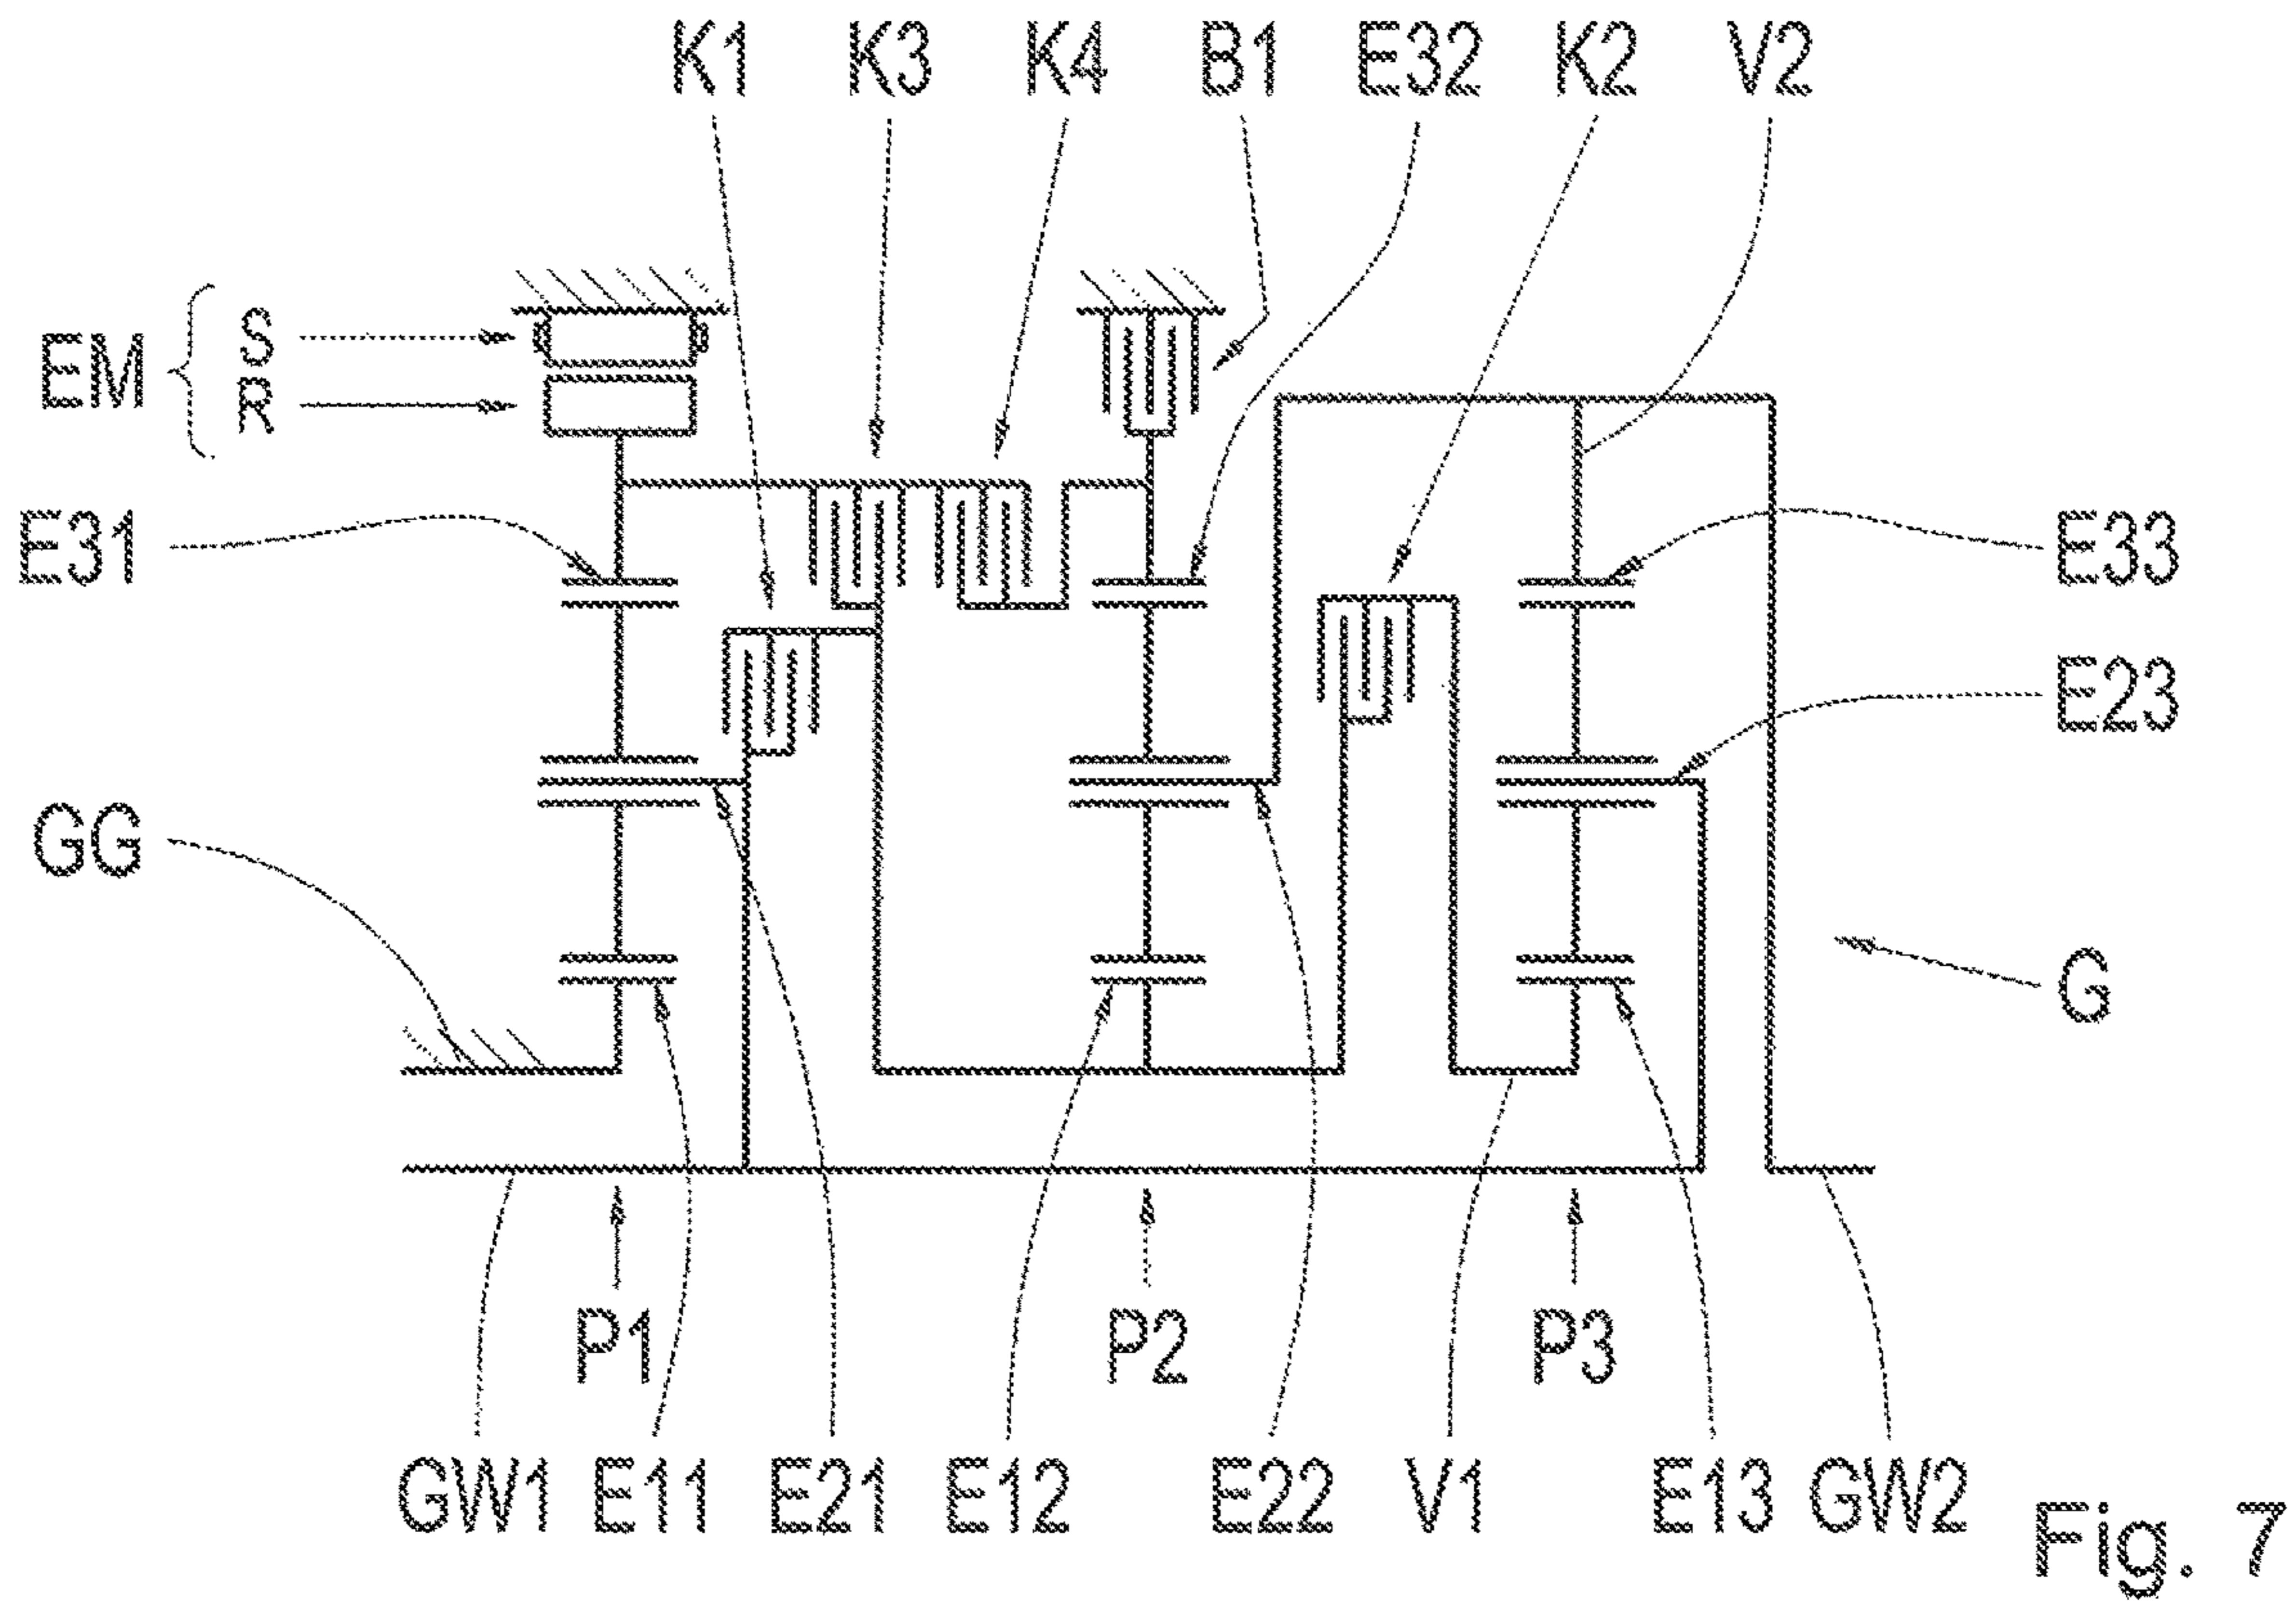 K1 K3 K4 B1 E32 K2 V2
EM
S
R
E31
E33
E23
GG
G
P1 P2 P3
GW1 E11 E21 E12 E22 V1 E13 GW2
Fig. 7